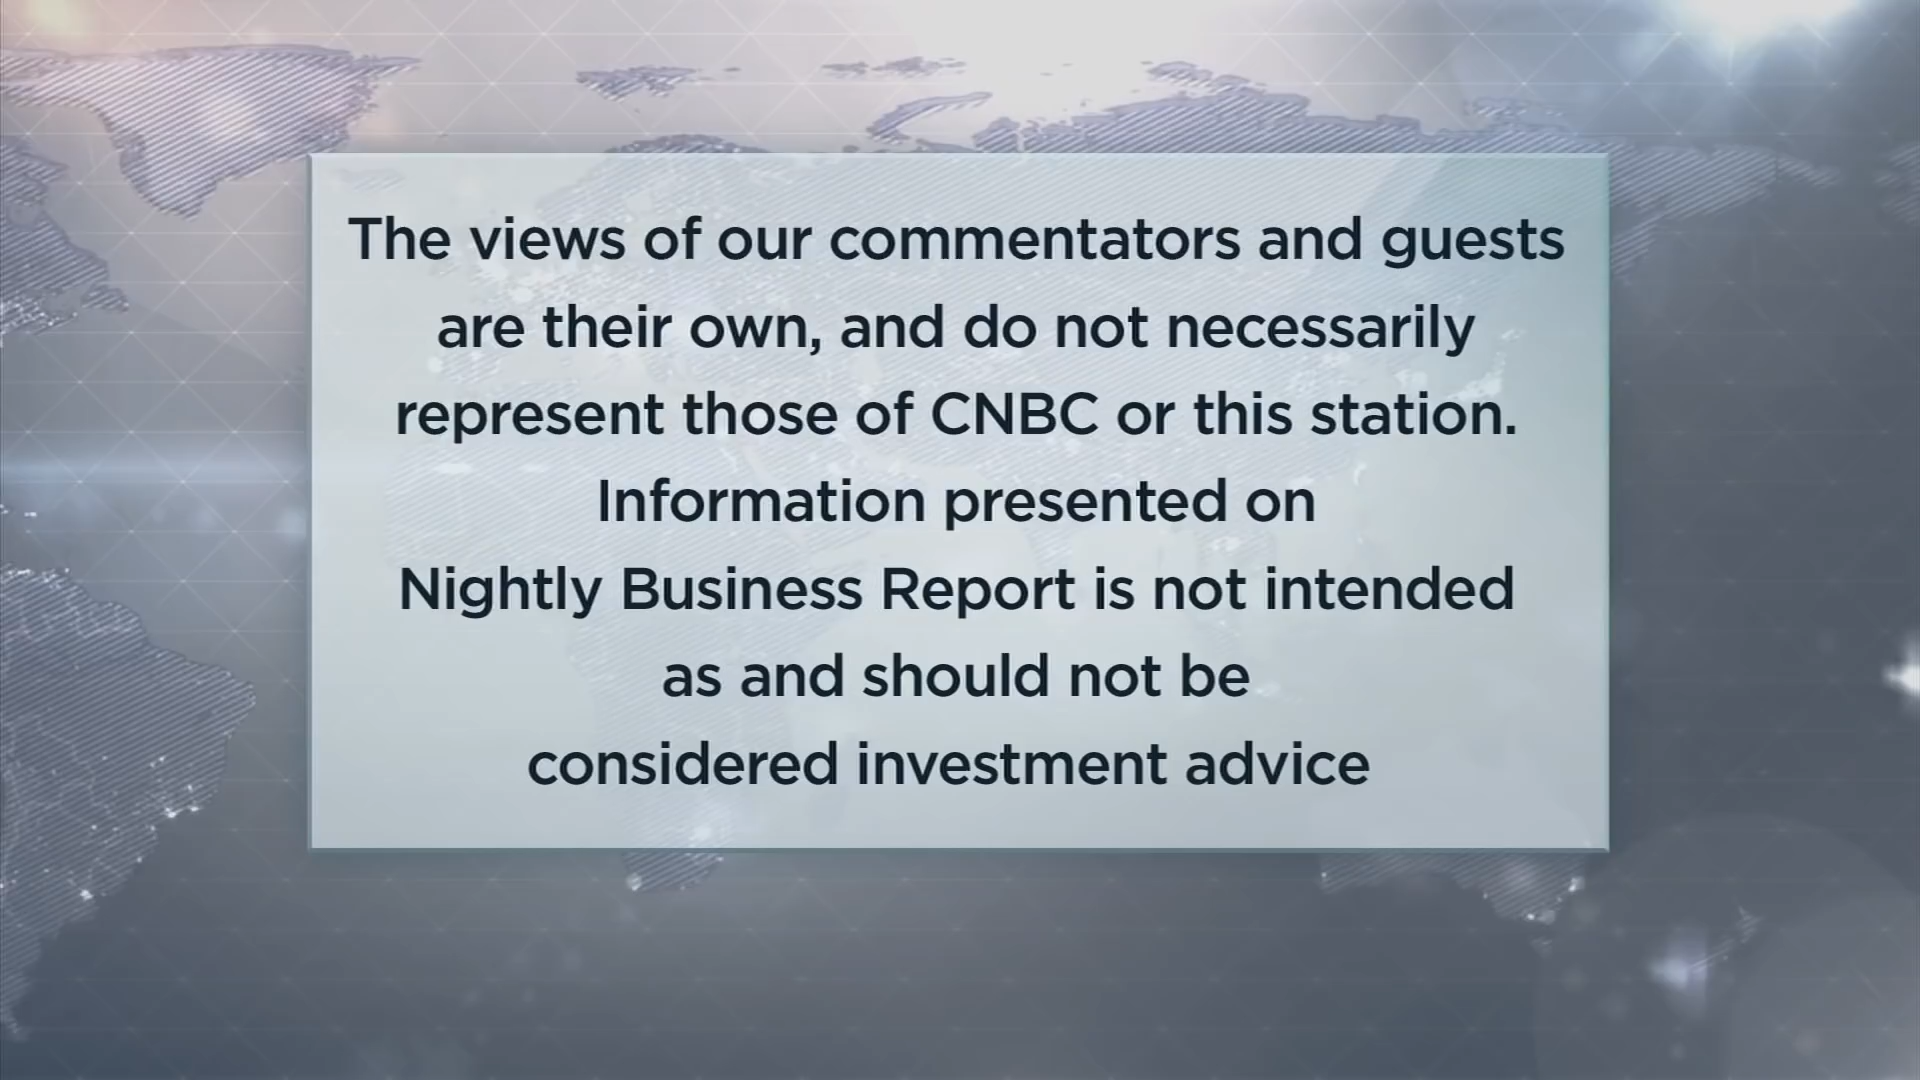 The views of our commentators and guests
are their own, and do not necessarily
represent those of CNBC or this station.
Information presented on
Nightly Business Report is not intended
as and should not be
considered investment advice